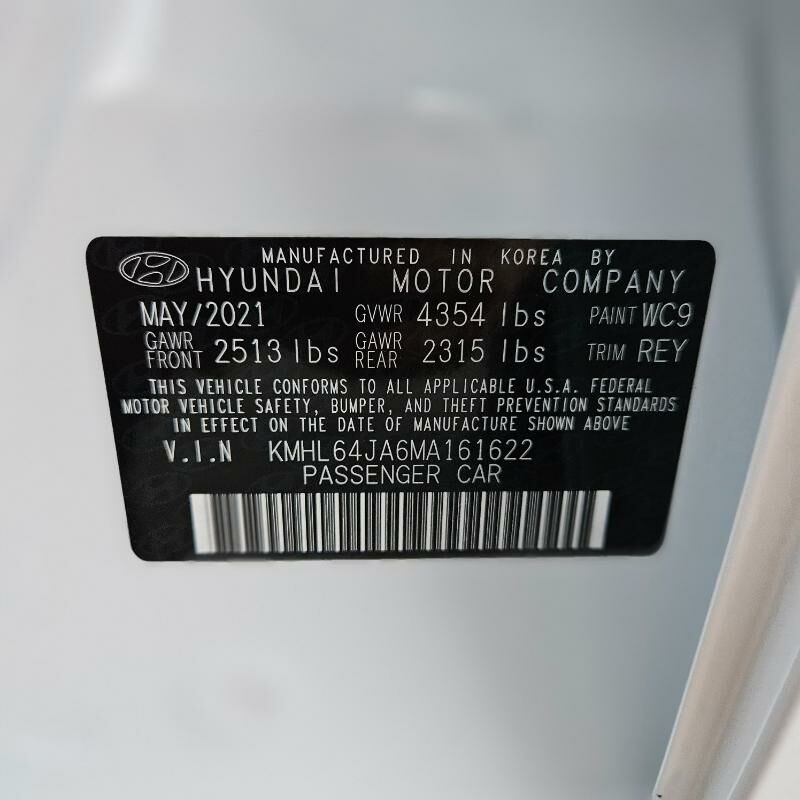 MANUFACTURED IN KOREA BY
HYUNDAI MOTOR COMPANY
MAY/2021 GVWR 4354 lbs PAINT WC9
GAWR FRONT 2513 lbs GAWR REAR 2315 lbs TRIM REY
THIS VEHICLE CONFORMS TO ALL APPLICABLE U.S.A. FEDERAL
MOTOR VEHICLE SAFETY, BUMPER, AND THEFT PREVENTION STANDARDS
IN EFFECT ON THE DATE OF MANUFACTURE SHOWN ABOVE
V.I.N KMHL64JA6MA161622
PASSENGER CAR